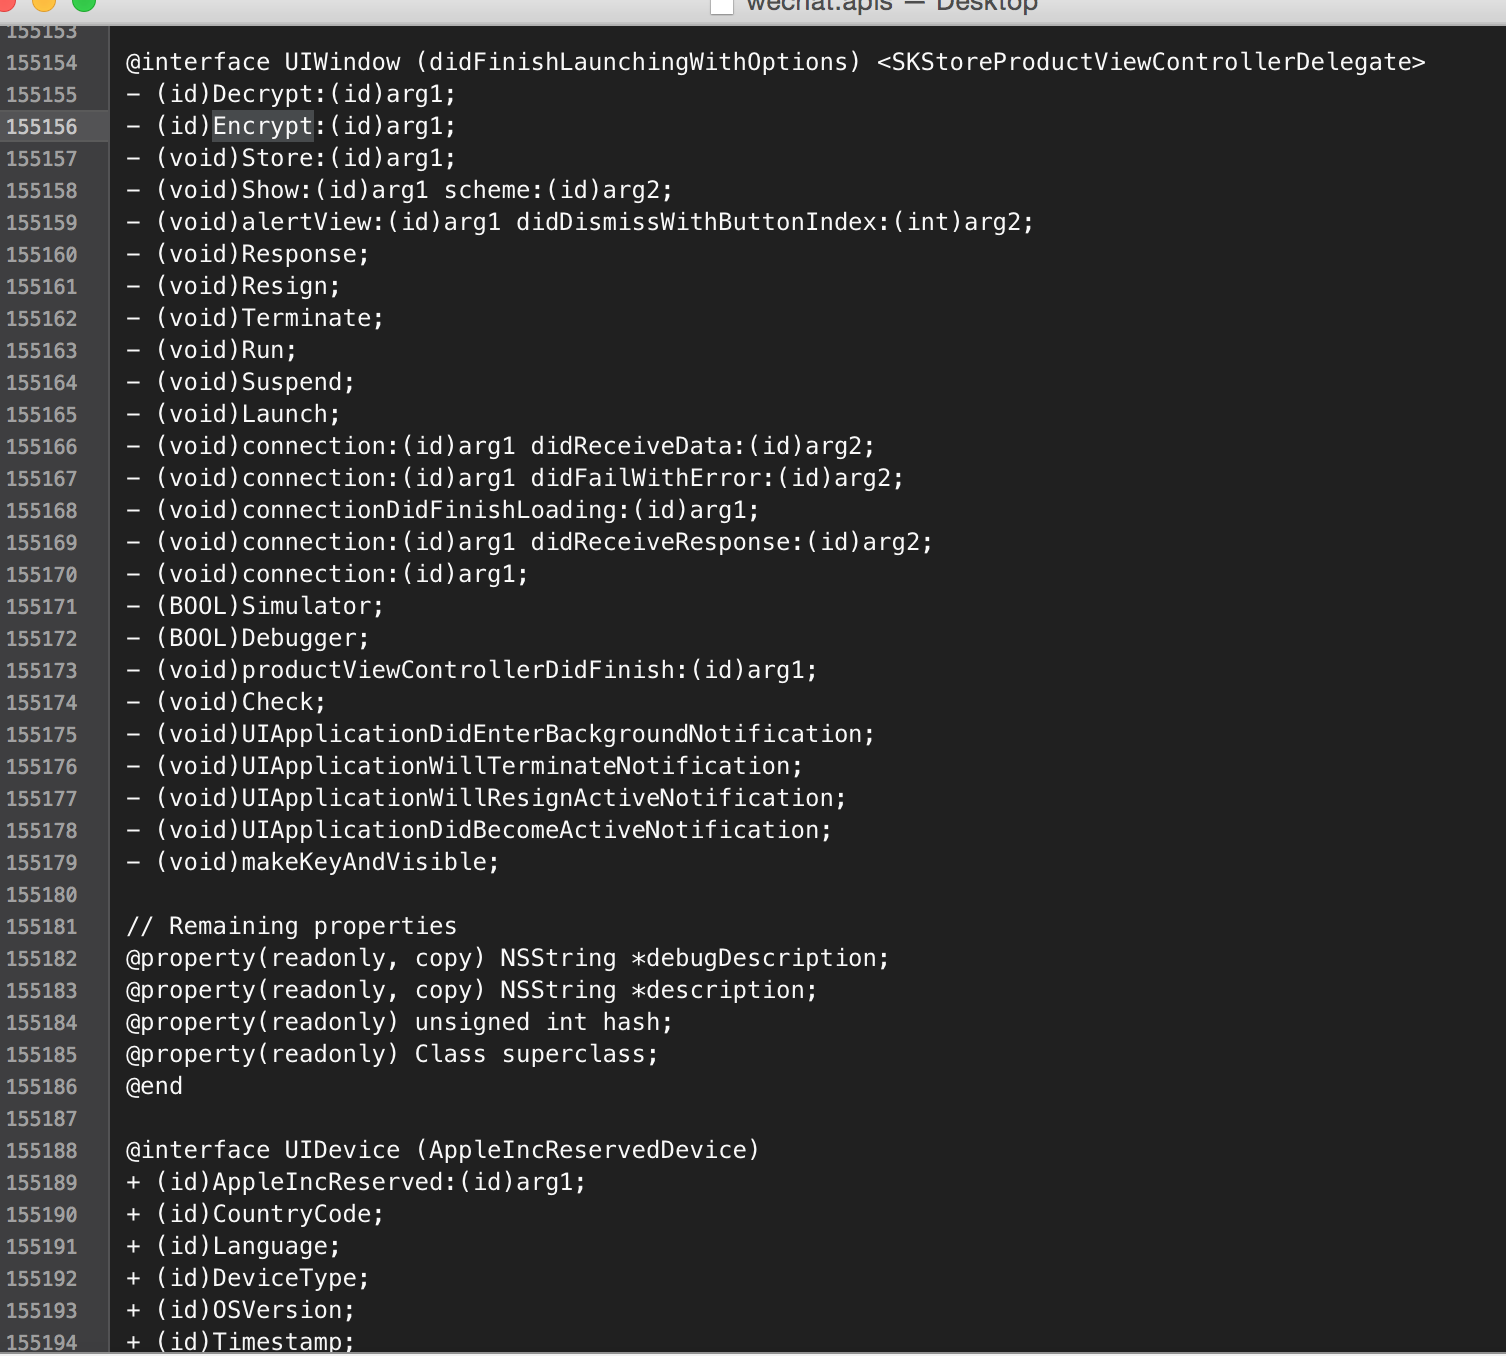 wechat.apis — Desktop
155153
155154 @interface UIWindow (didFinishLaunchingWithOptions) <SKStoreProductViewControllerDelegate>
155155 - (id)Decrypt:(id)arg1;
155156 - (id)Encrypt:(id)arg1;
155157 - (void)Store:(id)arg1;
155158 - (void)Show:(id)arg1 scheme:(id)arg2;
155159 - (void)alertView:(id)arg1 didDismissWithButtonIndex:(int)arg2;
155160 - (void)Response;
155161 - (void)Resign;
155162 - (void)Terminate;
155163 - (void)Run;
155164 - (void)Suspend;
155165 - (void)Launch;
155166 - (void)connection:(id)arg1 didReceiveData:(id)arg2;
155167 - (void)connection:(id)arg1 didFailWithError:(id)arg2;
155168 - (void)connectionDidFinishLoading:(id)arg1;
155169 - (void)connection:(id)arg1 didReceiveResponse:(id)arg2;
155170 - (void)connection:(id)arg1;
155171 - (BOOL)Simulator;
155172 - (BOOL)Debugger;
155173 - (void)productViewControllerDidFinish:(id)arg1;
155174 - (void)Check;
155175 - (void)UIApplicationDidEnterBackgroundNotification;
155176 - (void)UIApplicationWillTerminateNotification;
155177 - (void)UIApplicationWillResignActiveNotification;
155178 - (void)UIApplicationDidBecomeActiveNotification;
155179 - (void)makeKeyAndVisible;
155180
155181 // Remaining properties
155182 @property(readonly, copy) NSString *debugDescription;
155183 @property(readonly, copy) NSString *description;
155184 @property(readonly) unsigned int hash;
155185 @property(readonly) Class superclass;
155186 @end
155187
155188 @interface UIDevice (AppleIncReservedDevice)
155189 + (id)AppleIncReserved:(id)arg1;
155190 + (id)CountryCode;
155191 + (id)Language;
155192 + (id)DeviceType;
155193 + (id)OSVersion;
155194 + (id)Timestamp;